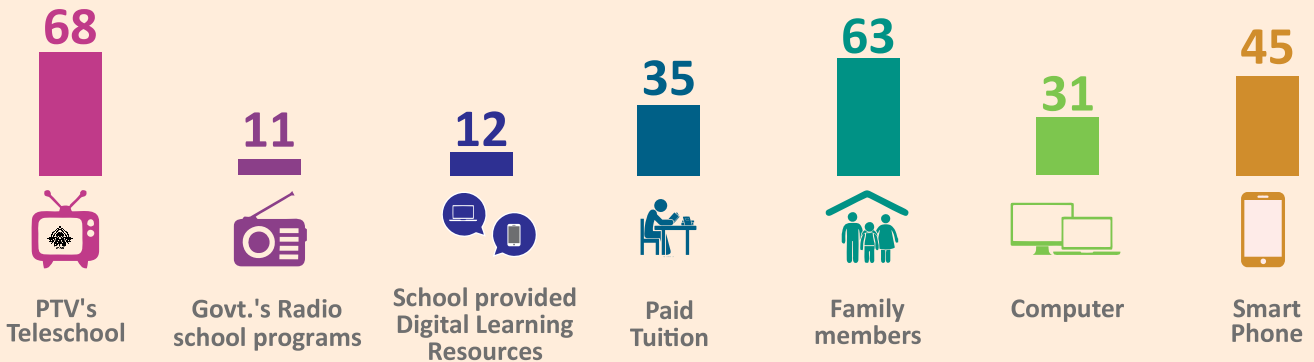 68
11
12
35
63
31
45
PTV's
Teleschool
Govt.'s Radio
school programs
School provided
Digital Learning
Resources
Paid
Tuition
Family
members
Computer
Smart
Phone